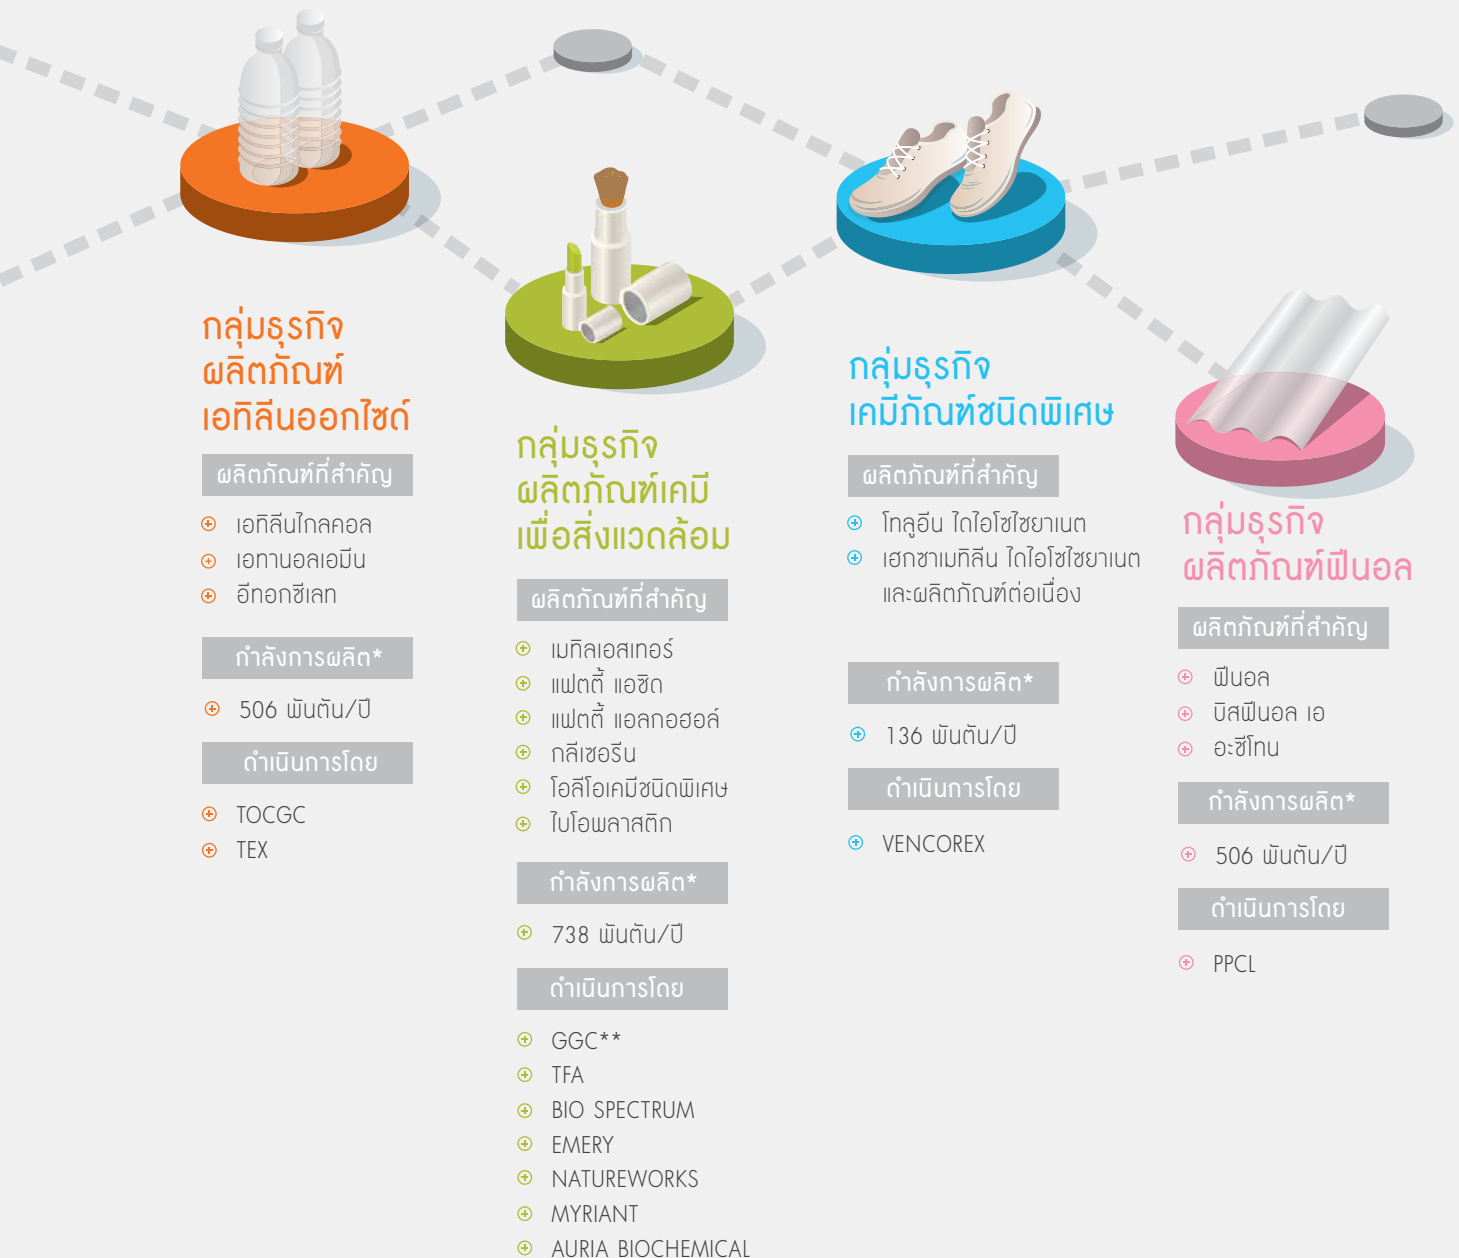 กลุ่มธุรกิจ
ผลิตภัณฑ์
เอทิลีนออกไซด์
ผลิตภัณฑ์ที่สำคัญ
เอทิลีนไกลคอล
เอทานอลเอมีน
อีทอกซีเลท
กำลังการผลิต*
506 พันตัน/ปี
ดำเนินการโดย
TOCGC
TEX
กลุ่มธุรกิจ
ผลิตภัณฑ์เคมี
เพื่อสิ่งแวดล้อม
ผลิตภัณฑ์ที่สำคัญ
เมทิลเอสเทอร์
แฟตตี้ แอซิด
แฟตตี้ แอลกอฮอล์
กลีเซอรีน
โอลีโอเคมีชนิดพิเศษ
ไบโอพลาสติก
กำลังการผลิต*
738 พันตัน/ปี
ดำเนินการโดย
GGC**
TFA
BIO SPECTRUM
EMERY
NATUREWORKS
MYRIANT
AURIA BIOCHEMICAL
กลุ่มธุรกิจ
เคมีภัณฑ์ชนิดพิเศษ
ผลิตภัณฑ์ที่สำคัญ
โทลูอีน ไดไอโซไซยาเนต
เฮกซาเมทิลีน ไดไอโซไซยาเนต
และผลิตภัณฑ์ต่อเนื่อง
กำลังการผลิต*
136 พันตัน/ปี
ดำเนินการโดย
VENCOREX
กลุ่มธุรกิจ
ผลิตภัณฑ์ฟีนอล
ผลิตภัณฑ์ที่สำคัญ
ฟีนอล
บิสฟีนอล เอ
อะซีโทน
กำลังการผลิต*
506 พันตัน/ปี
ดำเนินการโดย
PPCL